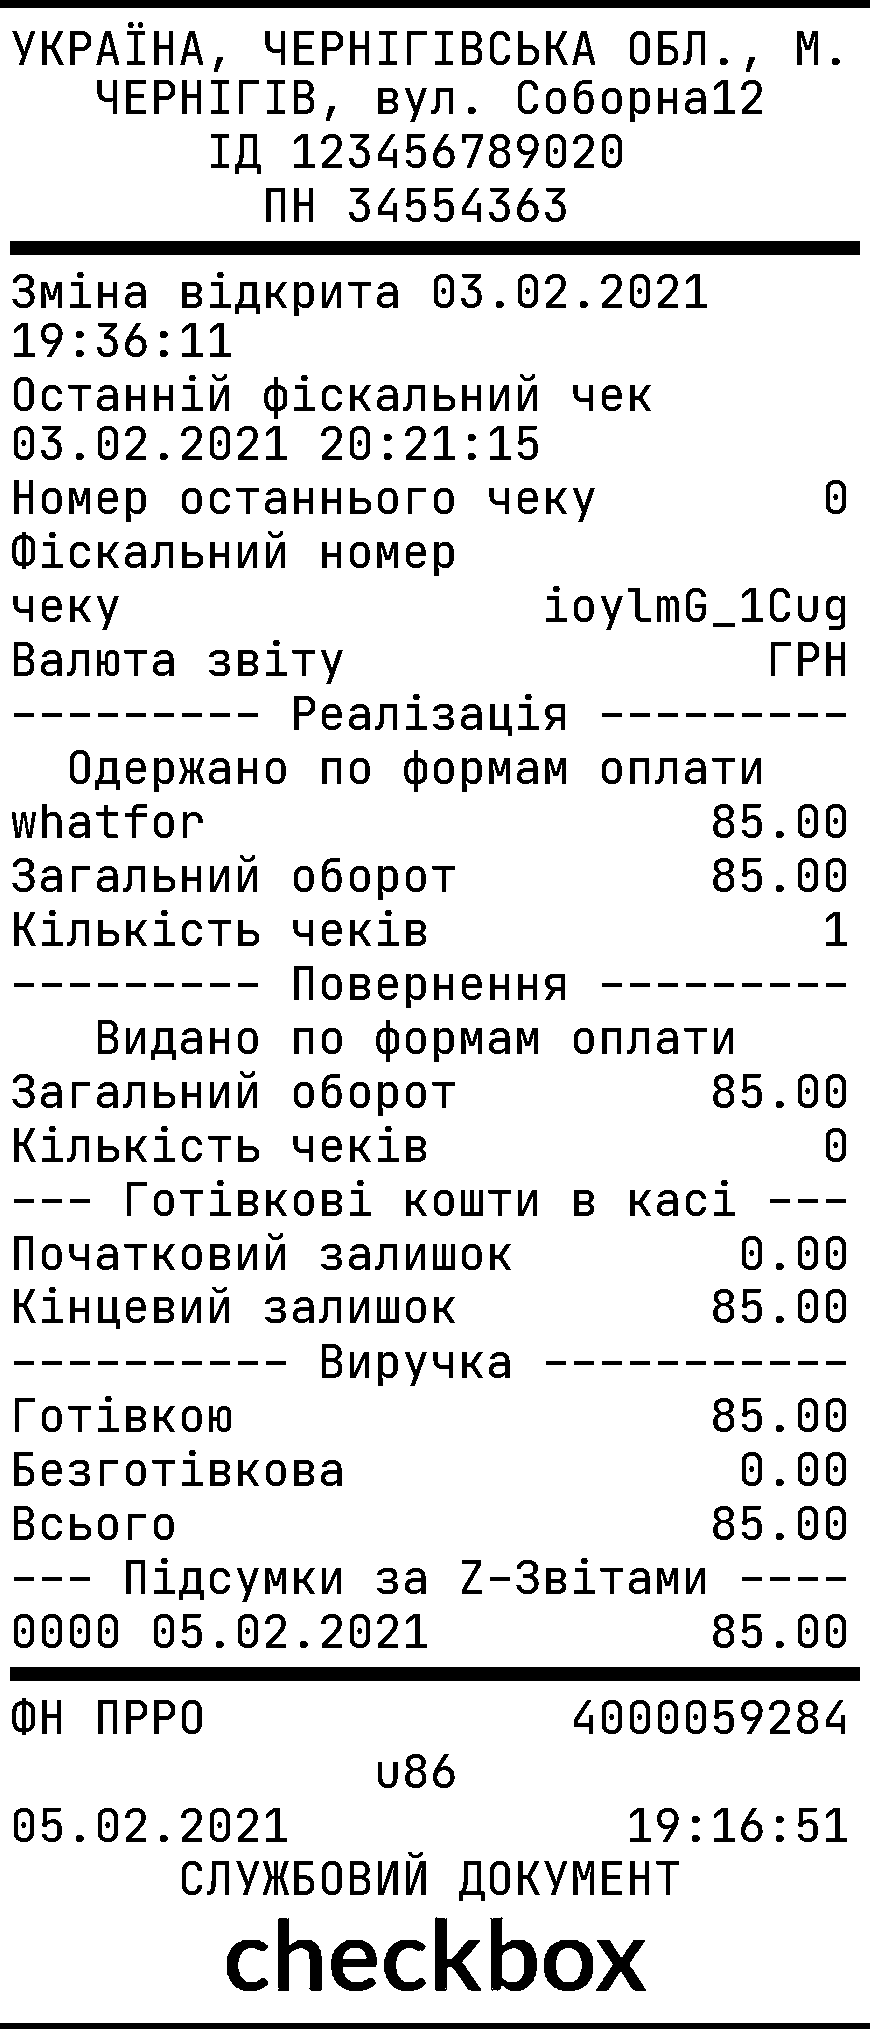 УКРАЇНА, ЧЕРНІГІВСЬКА ОБЛ., М.
ЧЕРНІГІВ, вул. Соборна12
ІД 123456789020
ПН 34554363
Зміна відкрита 03.02.2021
19:36:11
Останній фіскальний чек
03.02.2021 20:21:15
Номер останнього чеку 0
Фіскальний номер
чеку ioylmG_1Cug
Валюта звіту ГРН
--------- Реалізація ---------
Одержано по формам оплати
whatfor 85.00
Загальний оборот 85.00
Кількість чеків 1
--------- Повернення ---------
Видано по формам оплати
Загальний оборот 85.00
Кількість чеків 0
--- Готівкові кошти в касі ---
Початковий залишок 0.00
Кінцевий залишок 85.00
---------- Виручка -----------
Готівкою 85.00
Безготівкова 0.00
Всього 85.00
--- Підсумки за Z-Звітами ----
0000 05.02.2021 85.00
ФН ПРРО 4000059284
u86
05.02.2021 19:16:51
СЛУЖБОВИЙ ДОКУМЕНТ
checkbox